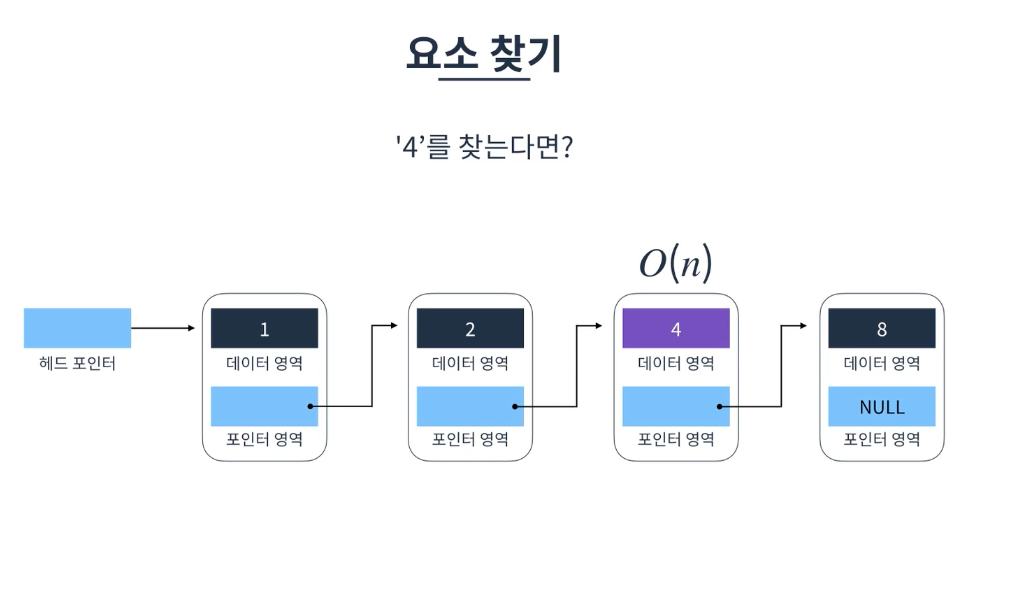 요소 찾기
'4’를 찾는다면?
O(n)
1
2
4
8
헤드 포인터
데이터 영역
데이터 영역
데이터 영역
데이터 영역
NULL
포인터 영역
포인터 영역
포인터 영역
포인터 영역